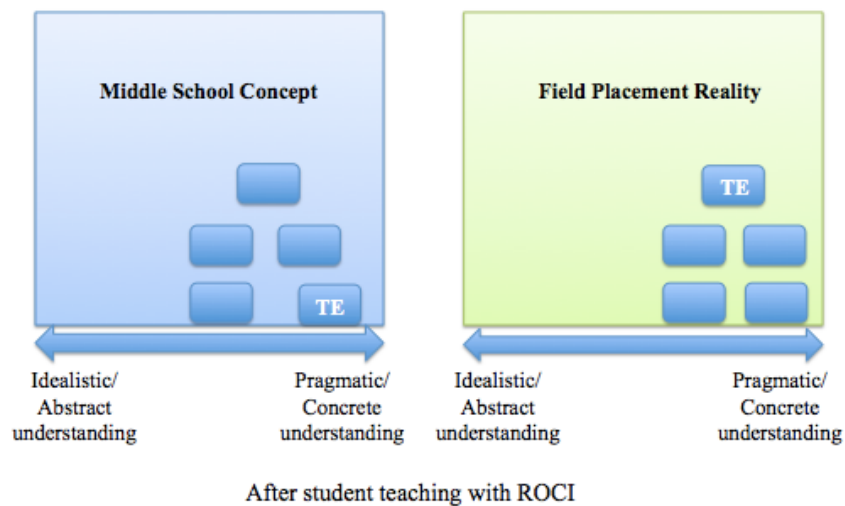 Middle School Concept
Field Placement Reality
TE
TE
Idealistic/
Abstract
understanding
Pragmatic/
Concrete
understanding
Idealistic/
Abstract
understanding
Pragmatic/
Concrete
understanding
After student teaching with ROCI